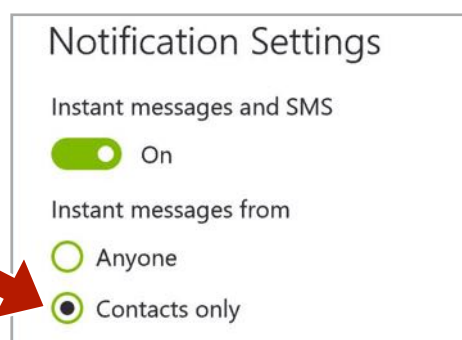 Notification Settings
Instant messages and SMS
On
Instant messages from
Anyone
Contacts only